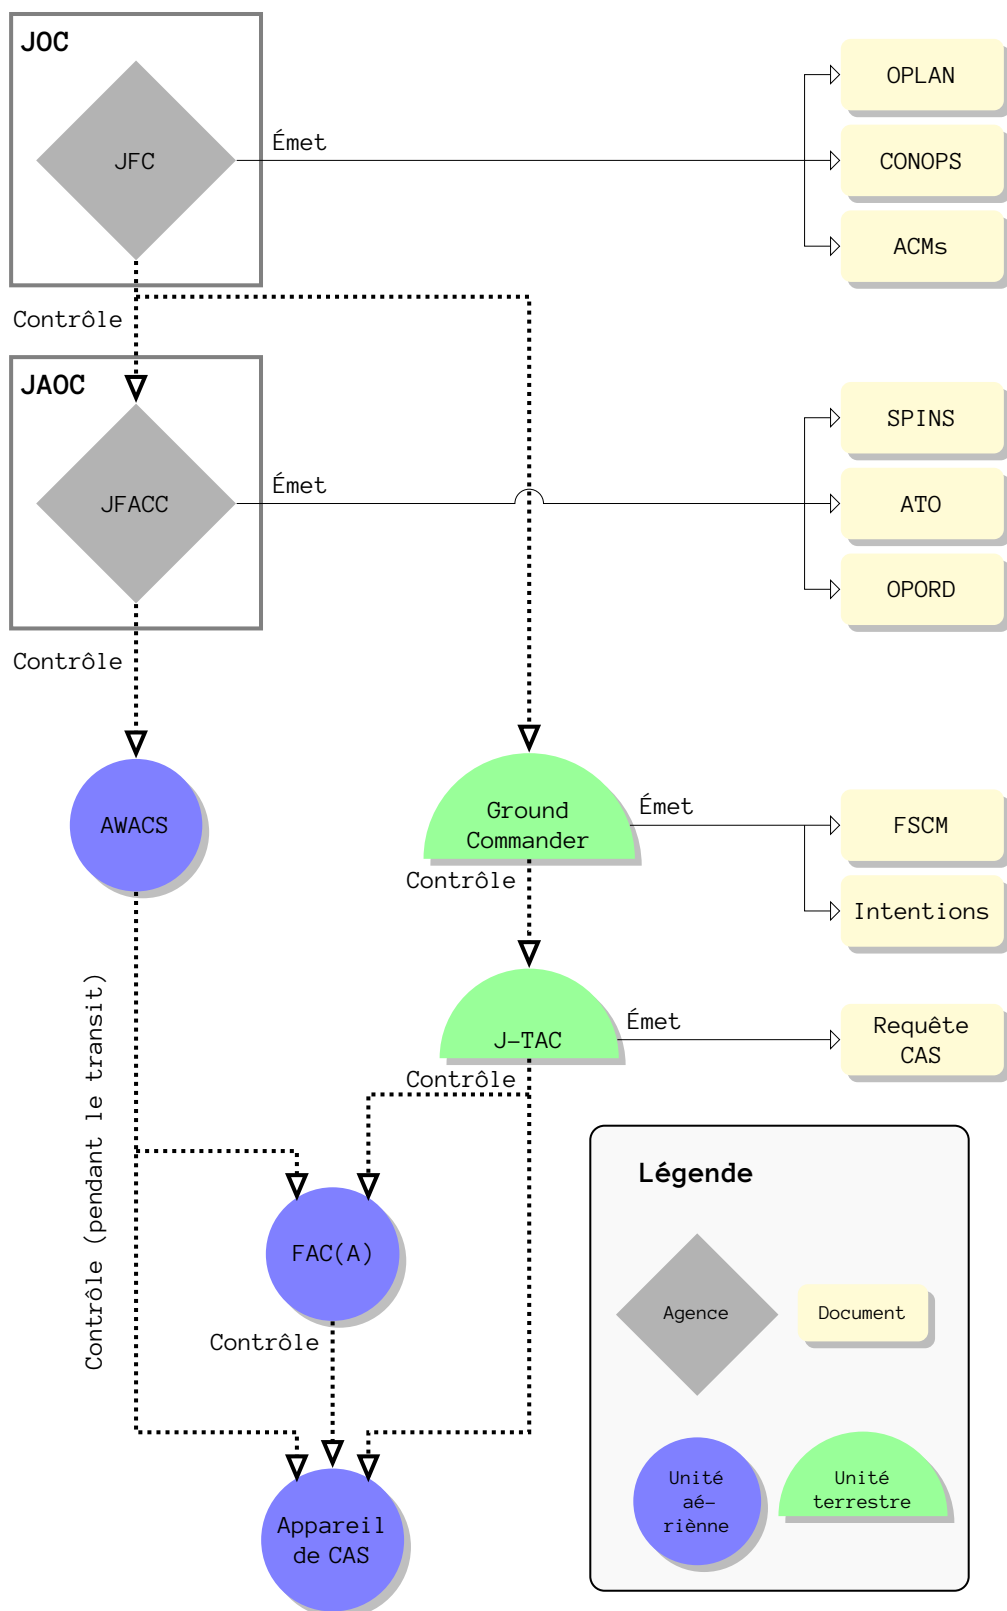 JOC
JFC
Émet
OPLAN
CONOPS
ACMs
Contrôle
JAOC
JFACC
Émet
SPINS
ATO
OPORD
Contrôle
AWACS
Ground
Commander
Émet
FSCM
Intentions
Contrôle
J-TAC
Émet
Requête
CAS
Contrôle
Contrôle (pendant le transit)
FAC(A)
Contrôle
Appareil
de CAS
Légende
Agence
Document
Unité
aé-
riènne
Unité
terrestre